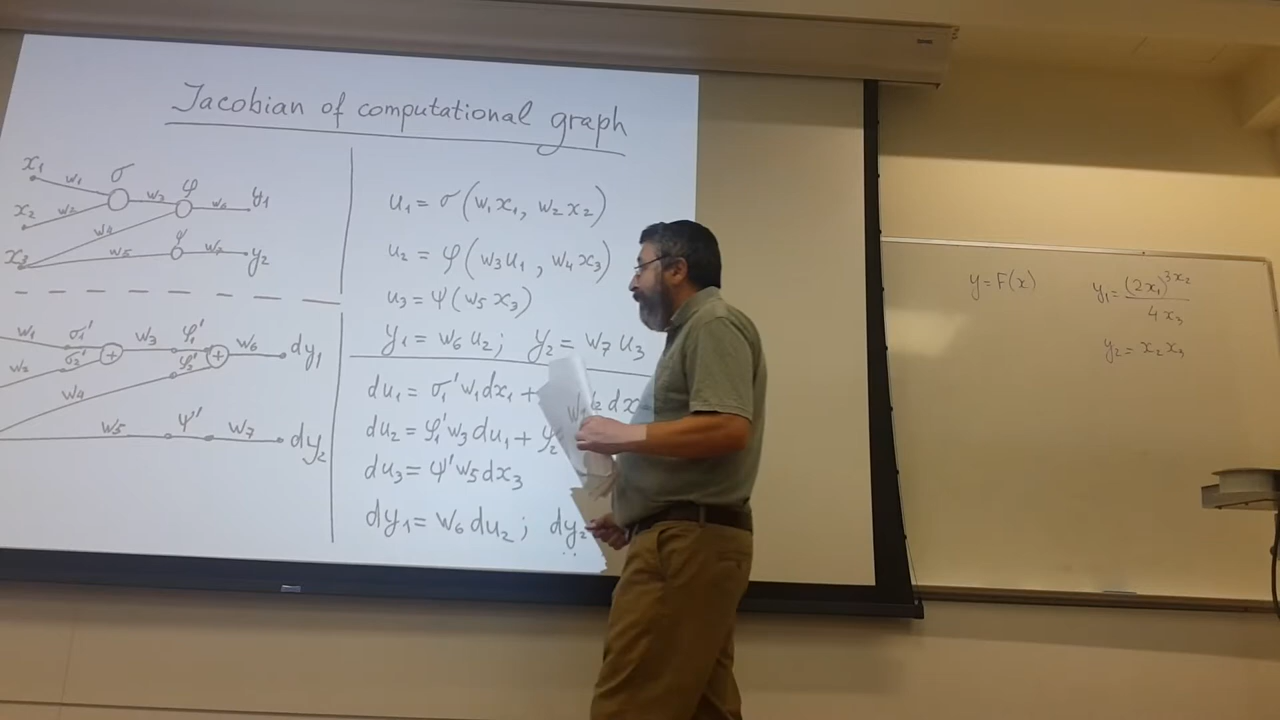 Jacobian of computational graph
x₁ w₁ σ
w₃ φ w₆ y₁
x₂ w₂
w₄
x₃ w₅ ψ w₇ y₂
w₁ σ₁' w₃ φ₁' w₆ dy₁
w₂ σ₂' + φ₂' +
w₄
w₅ ψ' w₇ dy₂
u₁ = σ(w₁x₁, w₂x₂)
u₂ = φ(w₃u₁, w₄x₃)
u₃ = ψ(w₅x₃)
y₁ = w₆u₂; y₂ = w₇u₃
du₁ = σ₁'w₁dx₁ +
du₂ = φ₁'w₃du₁ + φ₂'
du₃ = ψ'w₅dx₃
dy₁ = w₆du₂; dy₂
y = F(x)
y₁ = (2x₁)^3x₂
4x₃
y₂ = x₂x₃